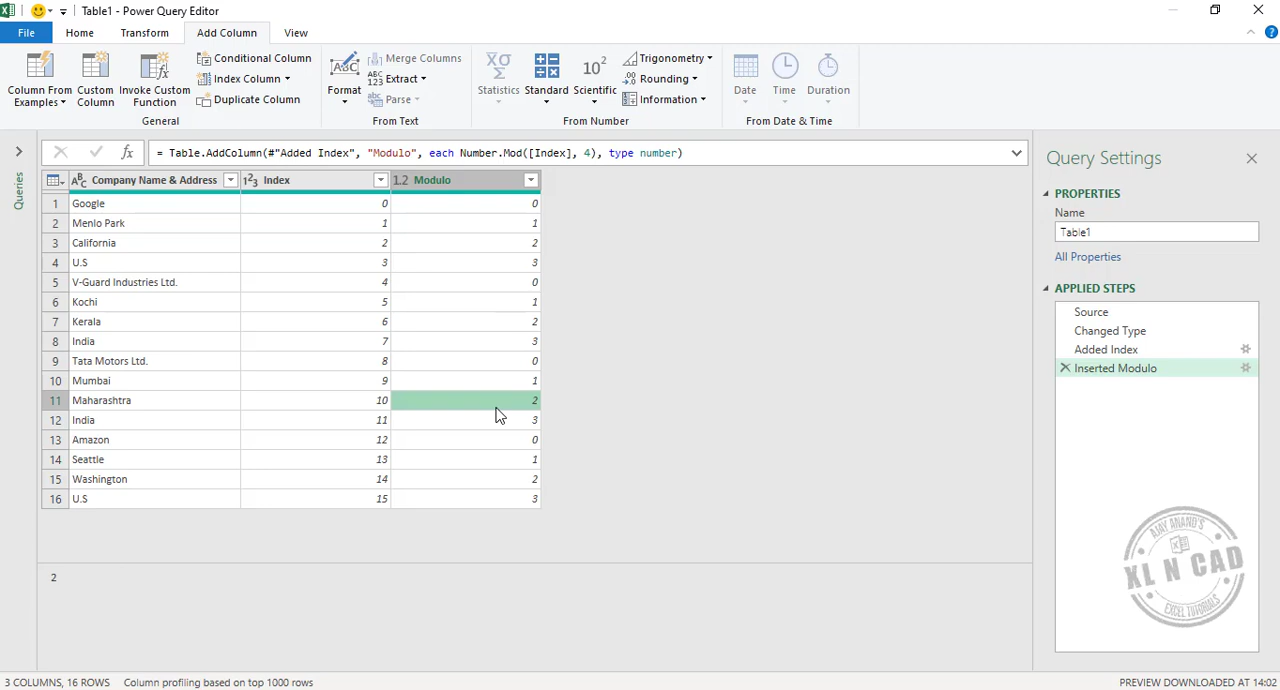 Table1 - Power Query Editor
File Home Transform Add Column View
Column From Examples Custom Column Invoke Custom Function Conditional Column Index Column Duplicate Column
General
Format Merge Columns Extract Parse
From Text
Statistics Standard Scientific Trigonometry Rounding Information
From Number
Date Time Duration
From Date & Time
= Table.AddColumn(#"Added Index", "Modulo", each Number.Mod([Index], 4), type number)
Queries
Company Name & Address Index 1.2 Modulo
1 Google 0 0
2 Menlo Park 1 1
3 California 2 2
4 U.S 3 3
5 V-Guard Industries Ltd. 4 0
6 Kochi 5 1
7 Kerala 6 2
8 India 7 3
9 Tata Motors Ltd. 8 0
10 Mumbai 9 1
11 Maharashtra 10 2
12 India 11 3
13 Amazon 12 0
14 Seattle 13 1
15 Washington 14 2
16 U.S 15 3
2
Query Settings
PROPERTIES
Name
Table1
All Properties
APPLIED STEPS
Source
Changed Type
Added Index
Inserted Modulo
AJAY ANAND'S
XL N CAD
EXCEL TUTORIALS
3 COLUMNS, 16 ROWS Column profiling based on top 1000 rows
PREVIEW DOWNLOADED AT 14:02